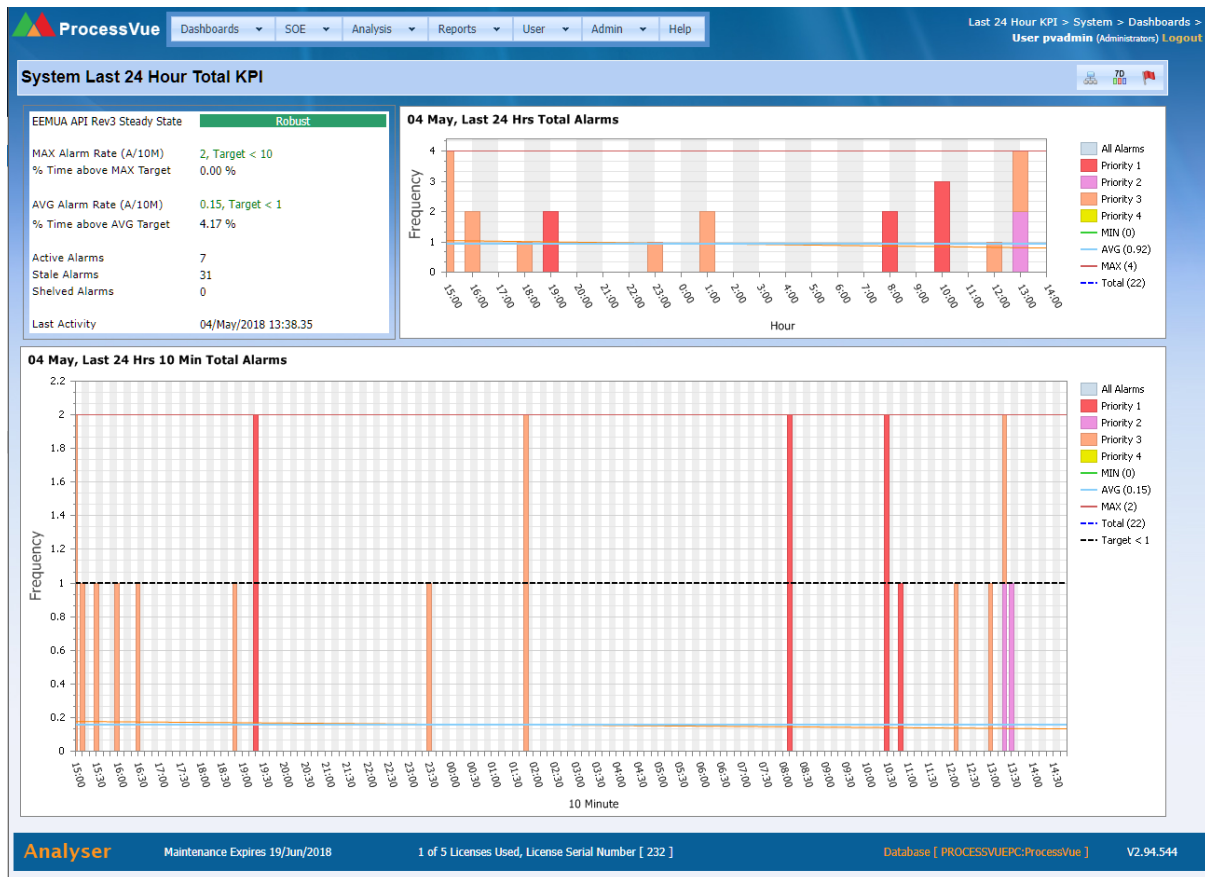 ProcessVue
Dashboards SOE Analysis Reports User Admin Help
Last 24 Hour KPI > System > Dashboards >
User pvadmin (Administrators) Logout
System Last 24 Hour Total KPI
7D
EEMUA API Rev3 Steady State Robust
MAX Alarm Rate (A/10M) 2, Target < 10
% Time above MAX Target 0.00 %
AVG Alarm Rate (A/10M) 0.15, Target < 1
% Time above AVG Target 4.17 %
Active Alarms 7
Stale Alarms 31
Shelved Alarms 0
Last Activity 04/May/2018 13:38.35
04 May, Last 24 Hrs Total Alarms
Frequency
4
3
2
1
0
15:00 16:00 17:00 18:00 19:00 20:00 21:00 22:00 23:00 0:00 1:00 2:00 3:00 4:00 5:00 6:00 7:00 8:00 9:00 10:00 11:00 12:00 13:00 14:00
Hour
All Alarms
Priority 1
Priority 2
Priority 3
Priority 4
MIN (0)
AVG (0.92)
MAX (4)
Total (22)
04 May, Last 24 Hrs 10 Min Total Alarms
Frequency
2.2
2
1.8
1.6
1.4
1.2
1
0.8
0.6
0.4
0.2
0
15:00 15:30 16:00 16:30 17:00 17:30 18:00 18:30 19:00 19:30 20:00 20:30 21:00 21:30 22:00 22:30 23:00 23:30 00:00 00:30 01:00 01:30 02:00 02:30 03:00 03:30 04:00 04:30 05:00 05:30 06:00 06:30 07:00 07:30 08:00 08:30 09:00 09:30 10:00 10:30 11:00 11:30 12:00 12:30 13:00 13:30 14:00 14:30
10 Minute
All Alarms
Priority 1
Priority 2
Priority 3
Priority 4
MIN (0)
AVG (0.15)
MAX (2)
Total (22)
Target < 1
Analyser Maintenance Expires 19/Jun/2018 1 of 5 Licenses Used, License Serial Number [ 232 ] Database [ PROCESSVUEPC:ProcessVue ] V2.94.544